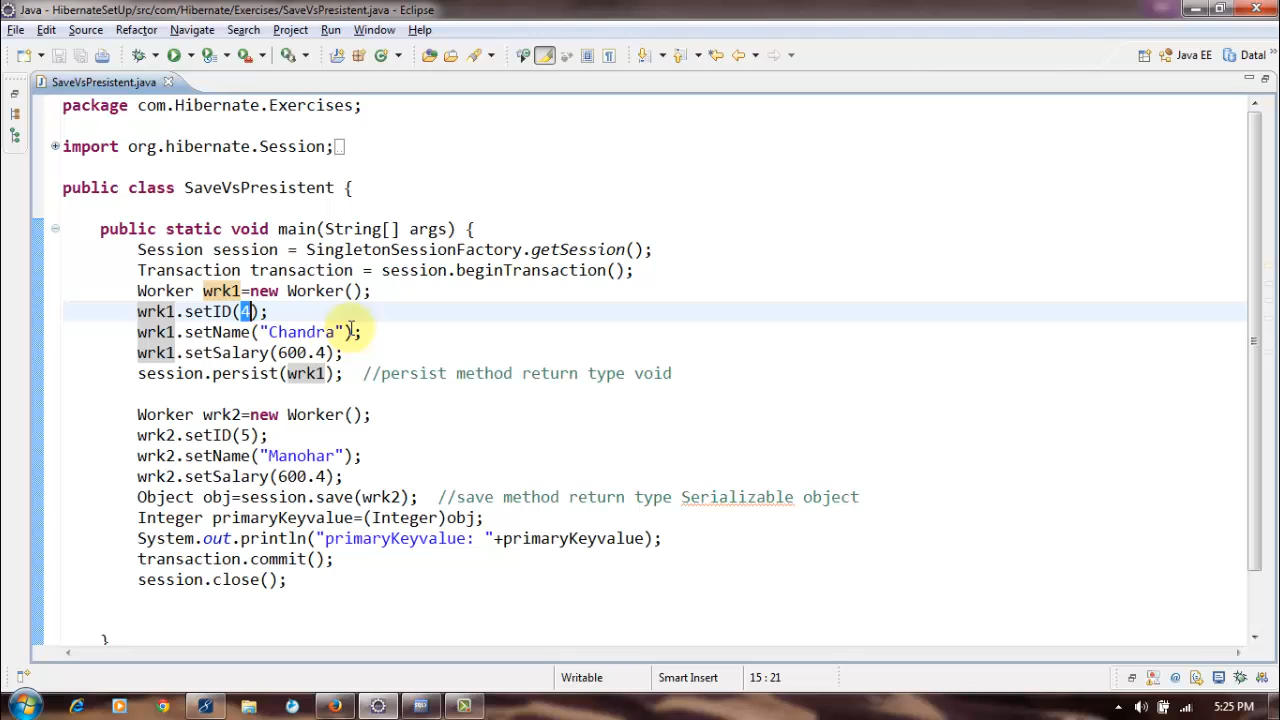 Java - HibernateSetUp/src/com/Hibernate/Exercises/SaveVsPresistent.java - Eclipse
File Edit Source Refactor Navigate Search Project Run Window Help
Java EE Datal
SaveVsPresistent.java
package com.Hibernate.Exercises;
import org.hibernate.Session;
public class SaveVsPresistent {
public static void main(String[] args) {
Session session = SingletonSessionFactory.getSession();
Transaction transaction = session.beginTransaction();
Worker wrk1=new Worker();
wrk1.setID(4);
wrk1.setName("Chandra");
wrk1.setSalary(600.4);
session.persist(wrk1); //persist method return type void
Worker wrk2=new Worker();
wrk2.setID(5);
wrk2.setName("Manohar");
wrk2.setSalary(600.4);
Object obj=session.save(wrk2); //save method return type Serializable object
Integer primaryKeyvalue=(Integer)obj;
System.out.println("primaryKeyvalue: "+primaryKeyvalue);
transaction.commit();
session.close();
}
Writable Smart Insert 15 : 21
5:25 PM